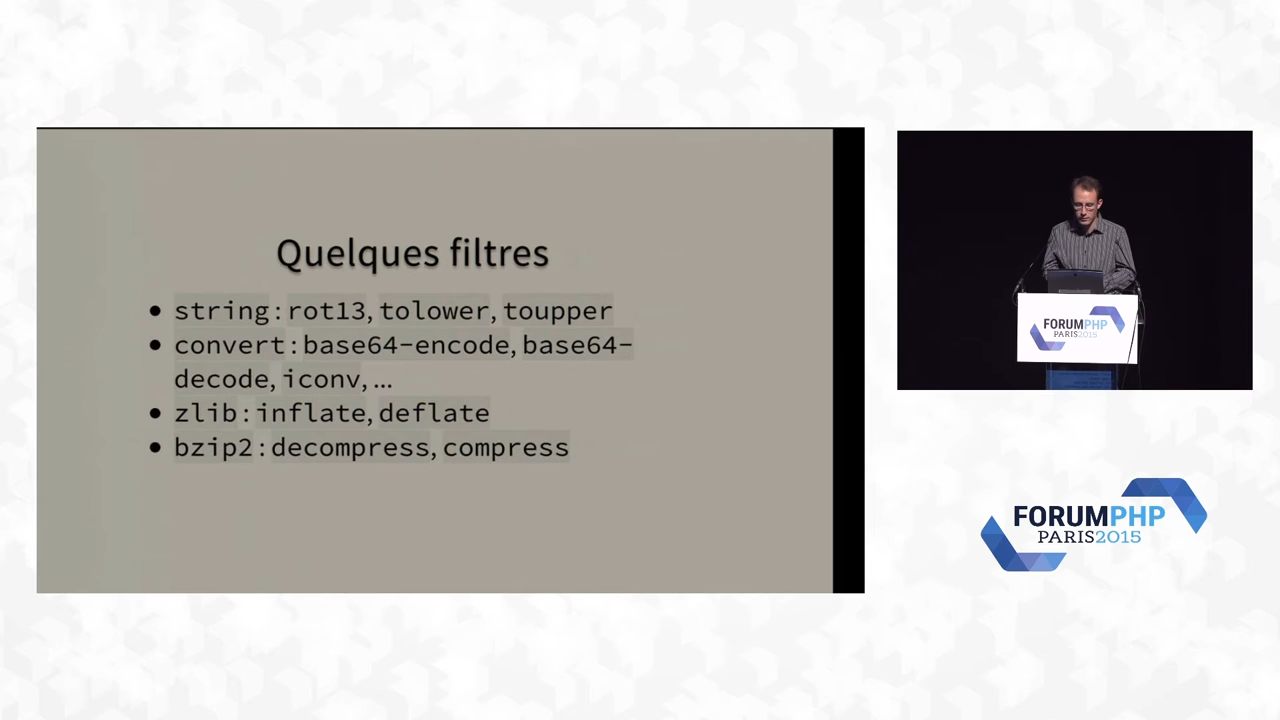 Quelques filtres
• string : rot13, tolower, toupper
• convert : base64-encode, base64-
decode, iconv, ...
• zlib : inflate, deflate
• bzip2 : decompress, compress
FORUMPHP
PARIS2015
FORUMPHP
PARIS2015